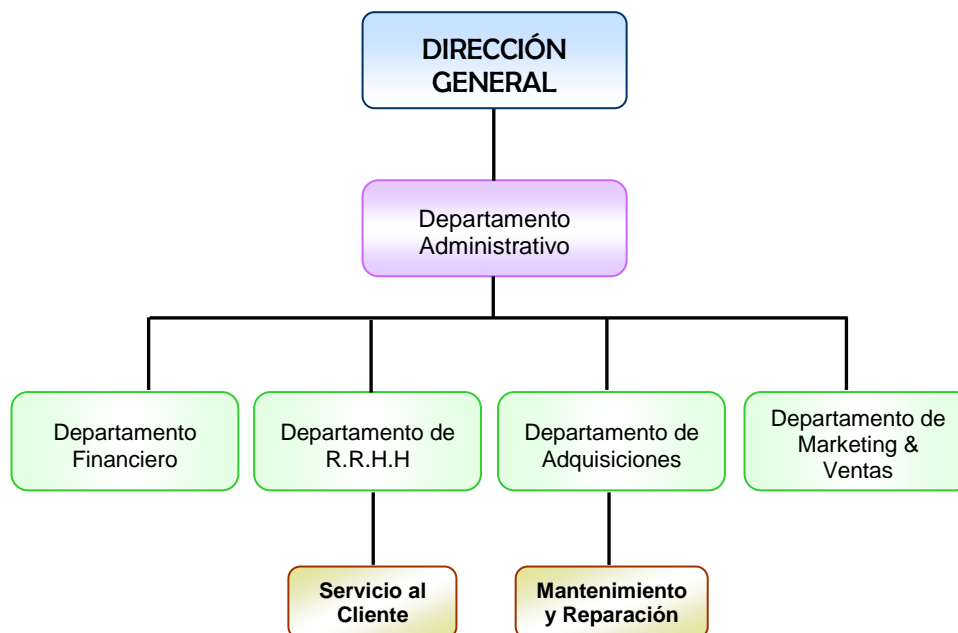 DIRECCIÓN
GENERAL
Departamento
Administrativo
Departamento
Financiero
Departamento de
R.R.H.H
Departamento de
Adquisiciones
Departamento de
Marketing &
Ventas
Servicio al
Cliente
Mantenimiento
y Reparación